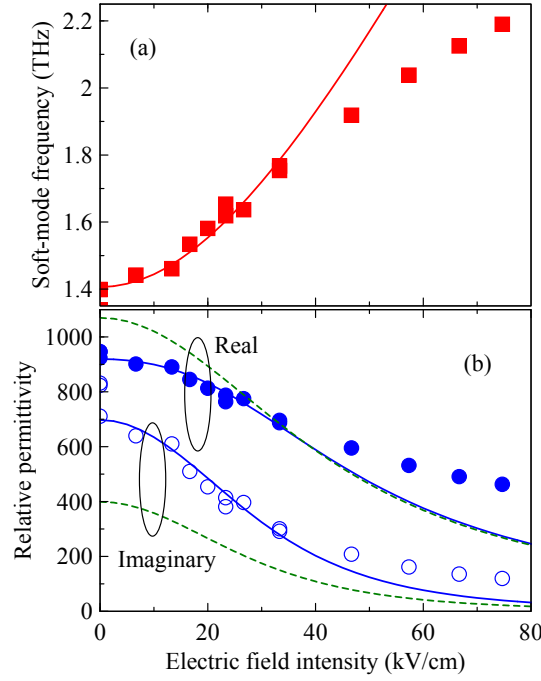 2.2
2.0
1.8
1.6
1.4
Soft-mode frequency (THz)
(a)
1000
800
600
400
200
0
Relative permittivity
Real
(b)
Imaginary
0
20
40
60
80
Electric field intensity (kV/cm)